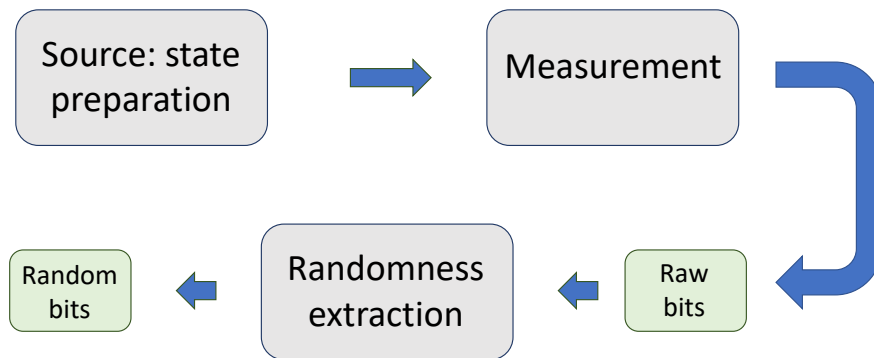 Source: state
preparation
Measurement
Raw
bits
Randomness
extraction
Random
bits